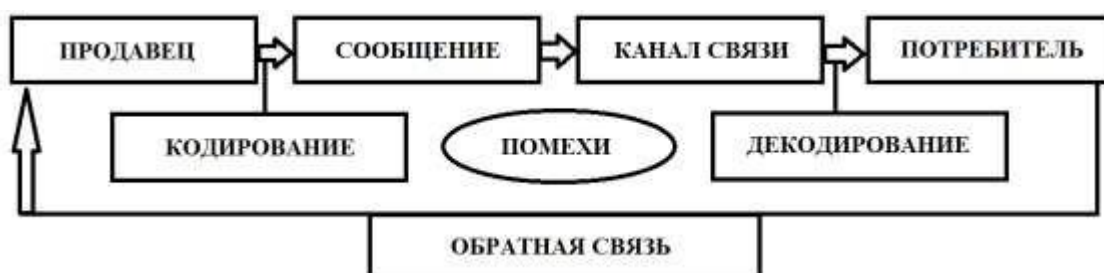 ПРОДАВЕЦ
СООБЩЕНИЕ
КАНАЛ СВЯЗИ
ПОТРЕБИТЕЛЬ
КОДИРОВАНИЕ
ПОМЕХИ
ДЕКОДИРОВАНИЕ
ОБРАТНАЯ СВЯЗЬ